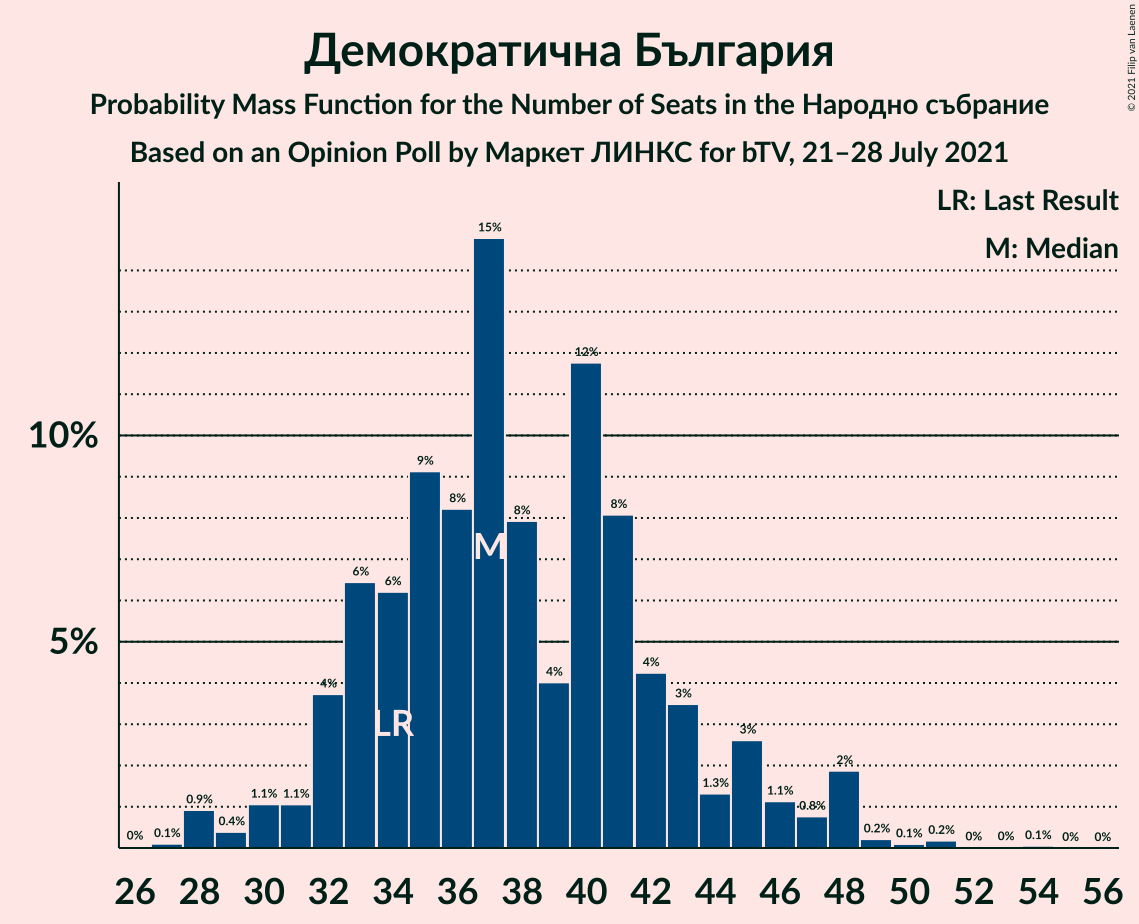 Демократична България
Probability Mass Function for the Number of Seats in the Народно събрание
Based on an Opinion Poll by Маркет ЛИНКС for bTV, 21–28 July 2021
© 2021 Filip van Laenen
LR: Last Result
M: Median
10%
5%
0% 0.1% 0.9% 0.4% 1.1% 1.1% 4% 6% 6% 9% 8% 15% 8% 4% 12% 8% 4% 3% 1.3% 3% 1.1% 0.8% 2% 0.2% 0.1% 0.2% 0% 0% 0.1% 0% 0%
LR
M
26 28 30 32 34 36 38 40 42 44 46 48 50 52 54 56